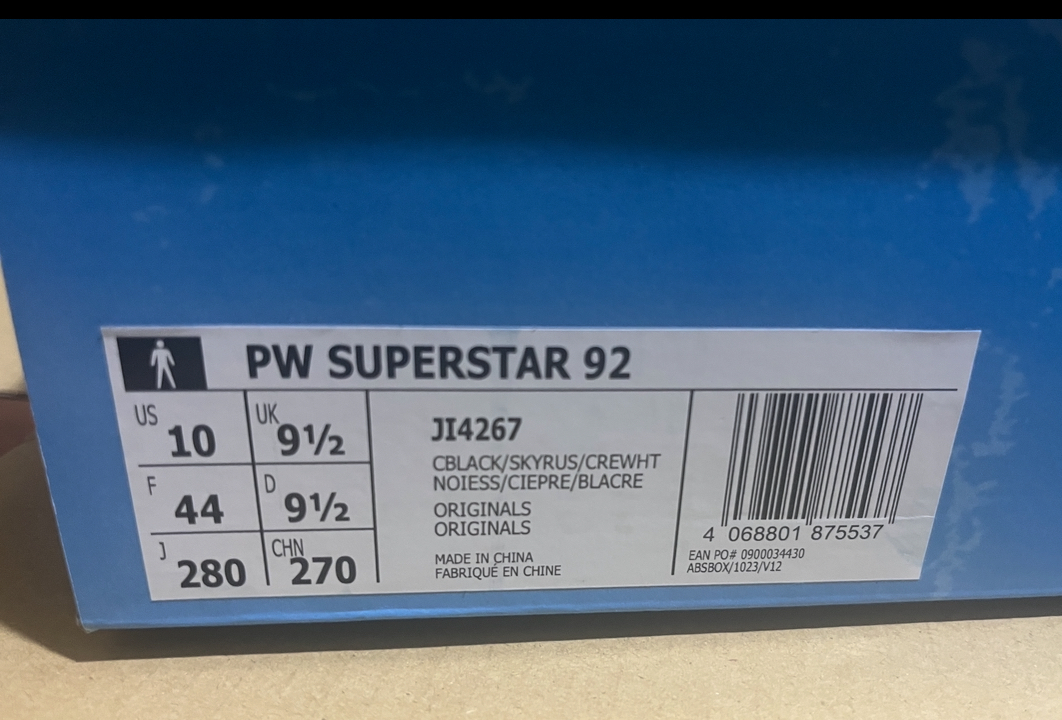 PW SUPERSTAR 92
US 10 UK 9½
F 44 D 9½
J 280 CHN 270
JI4267
CBLACK/SKYRUS/CREWHT
NOIESS/CIEPRE/BLACRE
ORIGINALS
ORIGINALS
MADE IN CHINA
FABRIQUÉ EN CHINE
4 068801 875537
EAN PO# 0900034430
ABSBOX/1023/V12